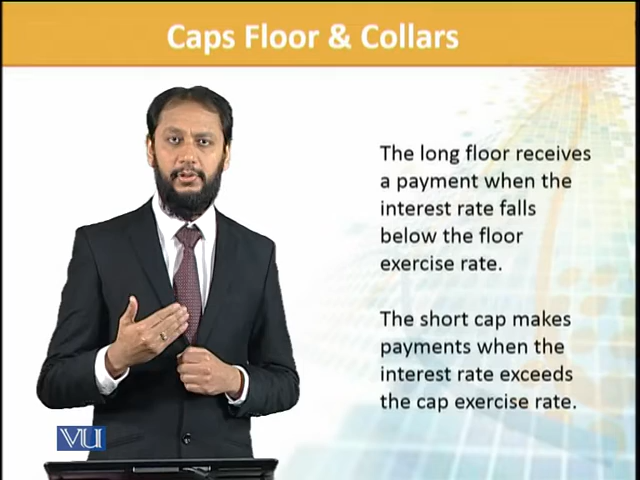 Caps Floor & Collars
The long floor receives
a payment when the
interest rate falls
below the floor
exercise rate.
The short cap makes
payments when the
interest rate exceeds
the cap exercise rate.
VU